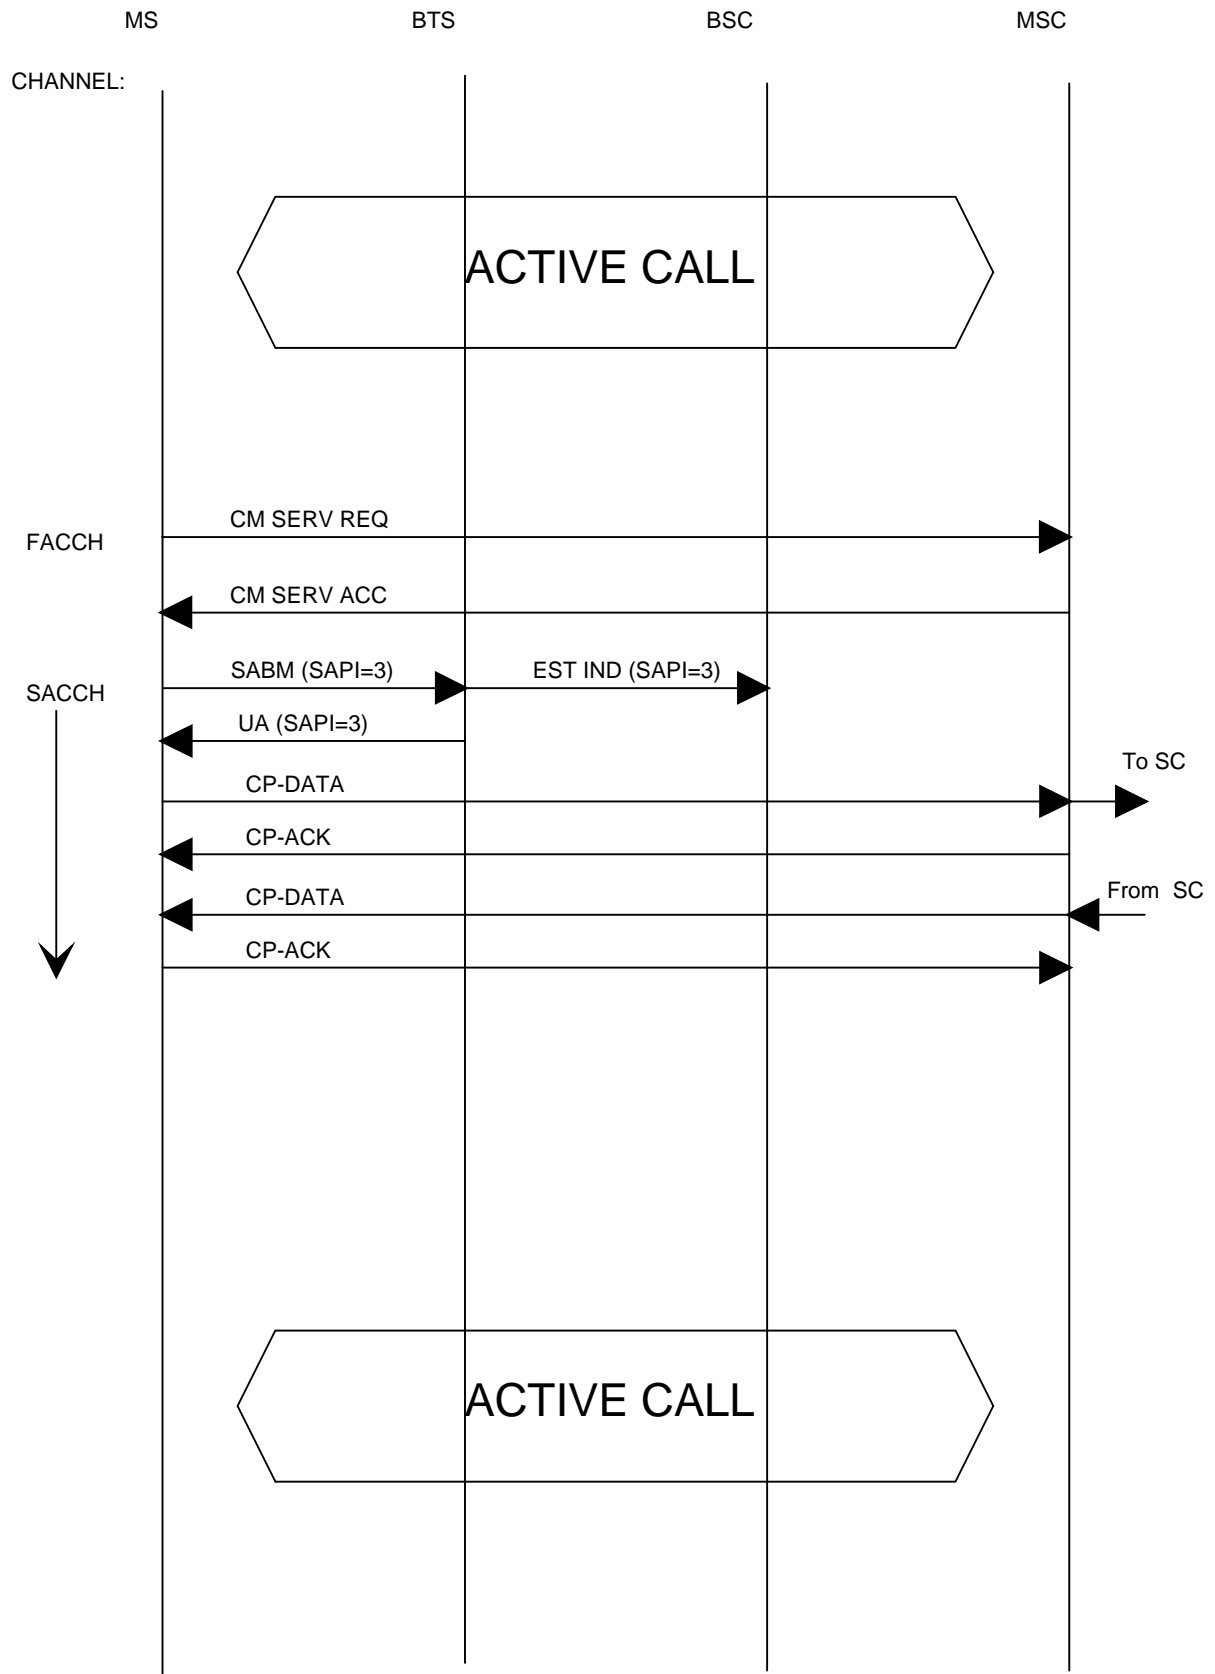 MS BTS BSC MSC
CHANNEL:
ACTIVE CALL
CM SERV REQ
FACCH
CM SERV ACC
SABM (SAPI=3) EST IND (SAPI=3)
SACCH
UA (SAPI=3)
To SC
CP-DATA
CP-ACK
From SC
CP-DATA
CP-ACK
ACTIVE CALL